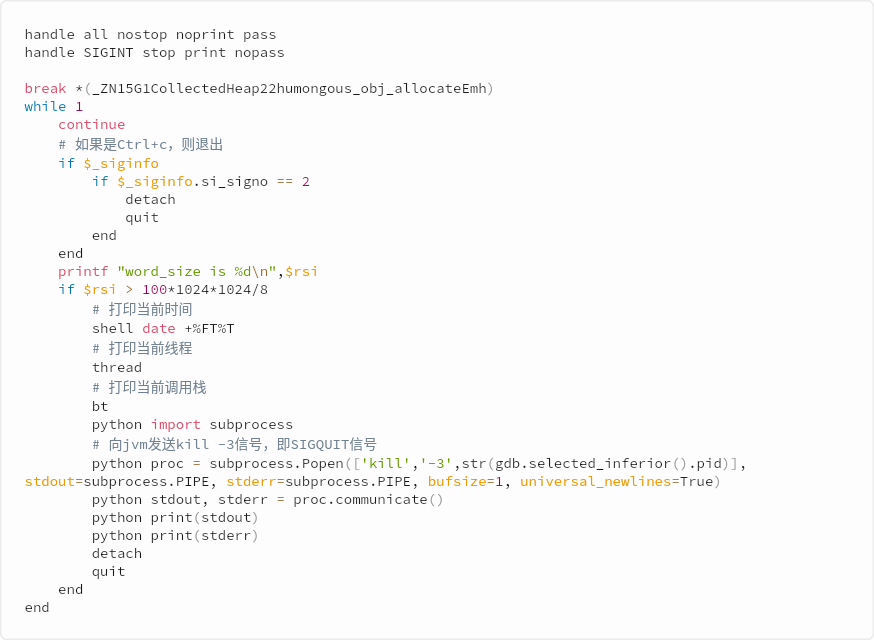 handle all nostop noprint pass
handle SIGINT stop print nopass

break *(_ZN15G1CollectedHeap22humongous_obj_allocateEmh)
while 1
    continue
    # 如果是Ctrl+c，则退出
    if $_siginfo
        if $_siginfo.si_signo == 2
            detach
            quit
        end
    end
    printf "word_size is %d\n",$rsi
    if $rsi > 100*1024*1024/8
        # 打印当前时间
        shell date +%FT%T
        # 打印当前线程
        thread
        # 打印当前调用栈
        bt
        python import subprocess
        # 向jvm发送kill -3信号，即SIGQUIT信号
        python proc = subprocess.Popen(['kill','-3',str(gdb.selected_inferior().pid)],
stdout=subprocess.PIPE, stderr=subprocess.PIPE, bufsize=1, universal_newlines=True)
        python stdout, stderr = proc.communicate()
        python print(stdout)
        python print(stderr)
        detach
        quit
    end
end